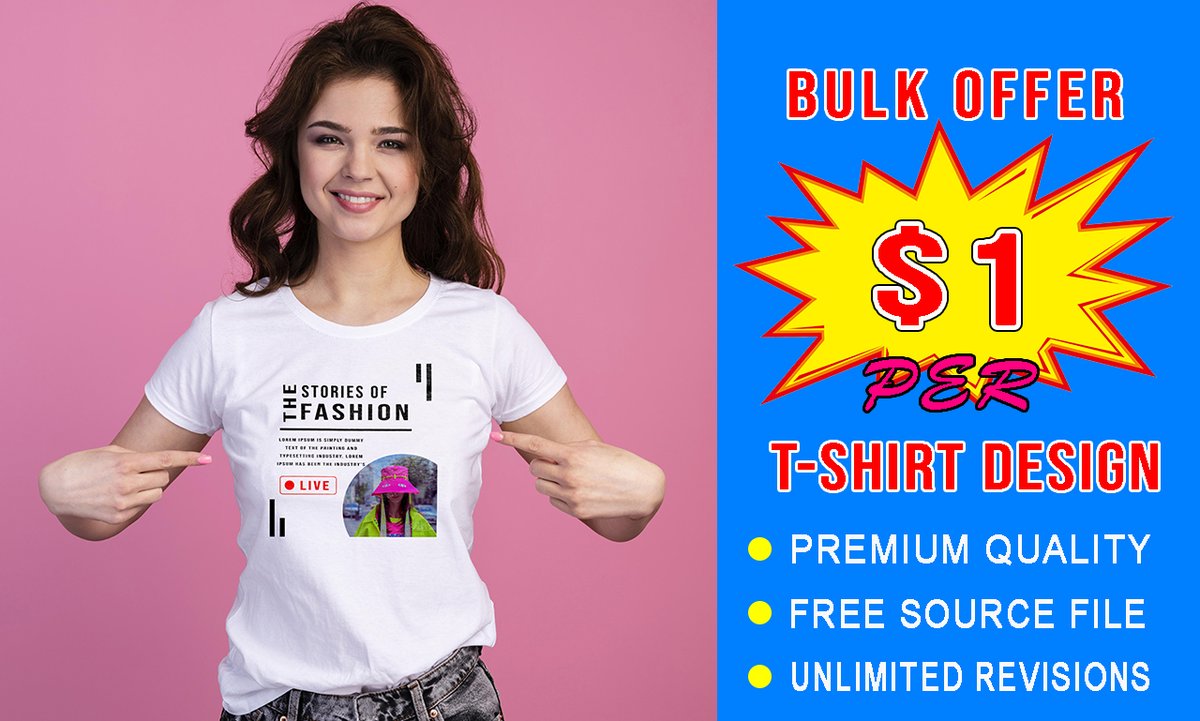 THE
STORIES OF
FASHION
LOREM IPSUM IS SIMPLY DUMMY
TEXT OF THE PRINTING AND
TYPESETTING INDUSTRY. LOREM
IPSUM HAS BEEN THE INDUSTRY'S
LIVE
BULK OFFER
$1
PER
T-SHIRT DESIGN
PREMIUM QUALITY
FREE SOURCE FILE
UNLIMITED REVISIONS